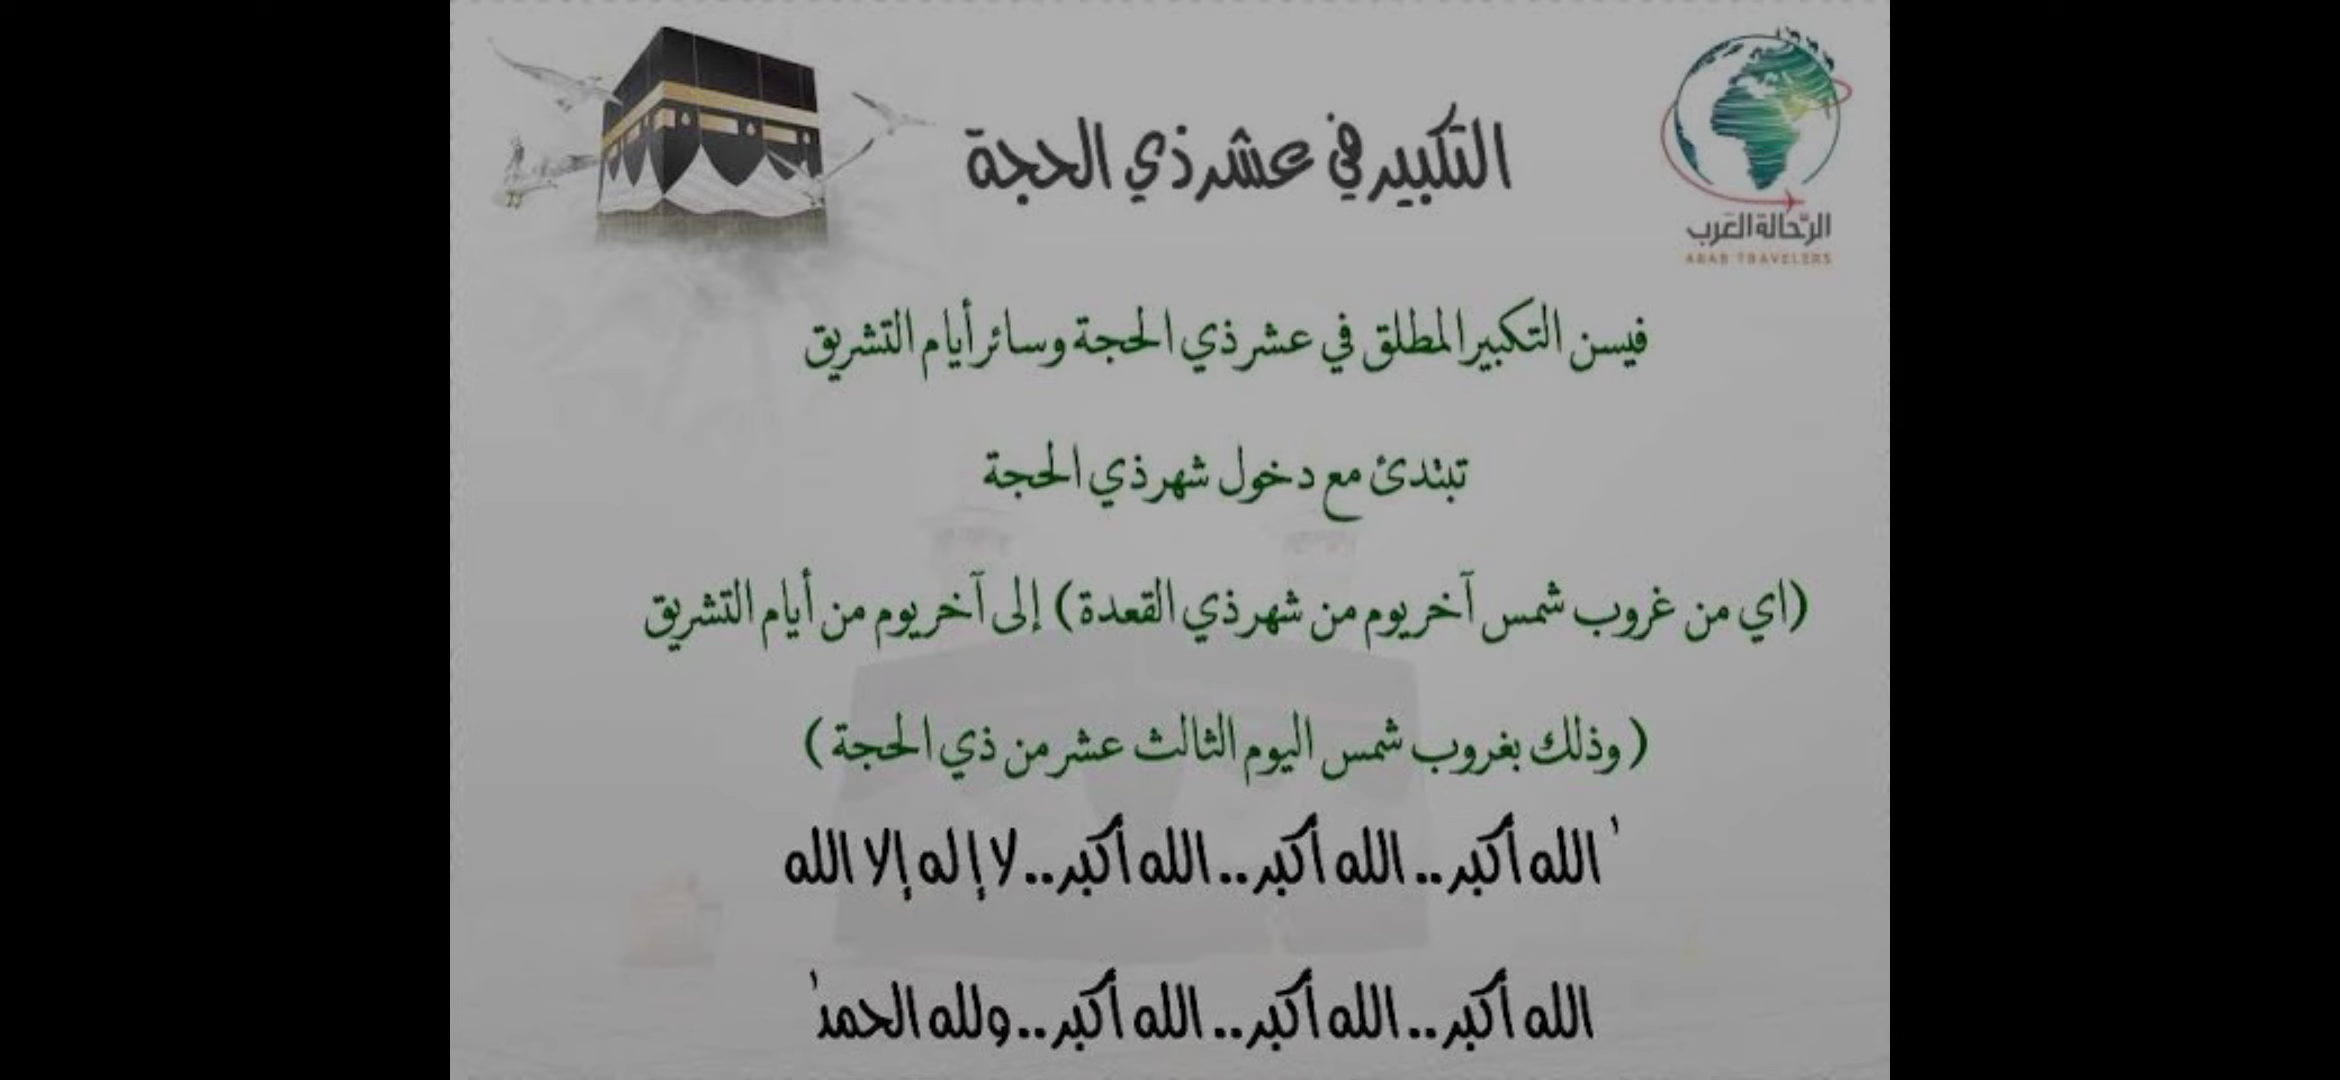 التكبير في عشر ذي الحجة
الرحالة العرب
ARAB TRAVELERS
فيسن التكبير المطلق في عشر ذي الحجة وسائر أيام التشريق
تبتدئ مع دخول شهر ذي الحجة
(اي من غروب شمس آخر يوم من شهر ذي القعدة) إلى آخر يوم من أيام التشريق
( وذلك بغروب شمس اليوم الثالث عشر من ذي الحجة )
' الله أكبر.. الله أكبر.. الله أكبر.. لا إله إلا الله
الله أكبر.. الله أكبر.. الله أكبر.. ولله الحمد'